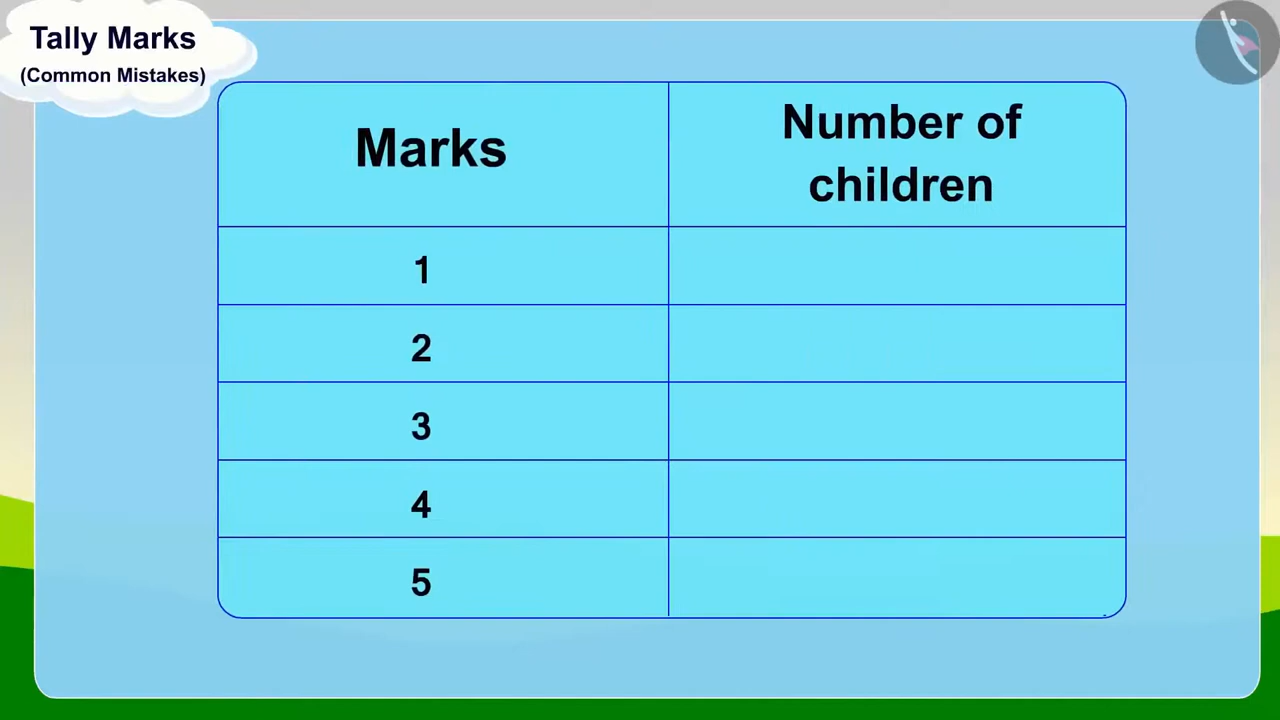 Tally Marks
(Common Mistakes)
Marks
Number of
children
1
2
3
4
5